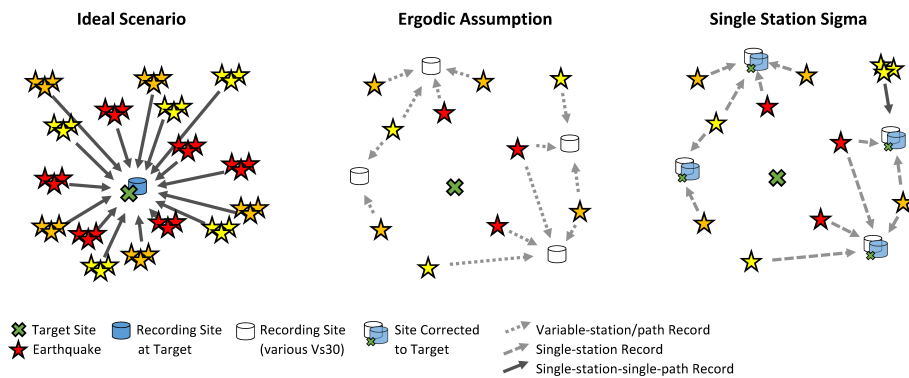 Ideal Scenario
Ergodic Assumption
Single Station Sigma
Target Site
Earthquake
Recording Site
at Target
Recording Site
(various Vs30)
Site Corrected
to Target
Variable-station/path Record
Single-station Record
Single-station-single-path Record